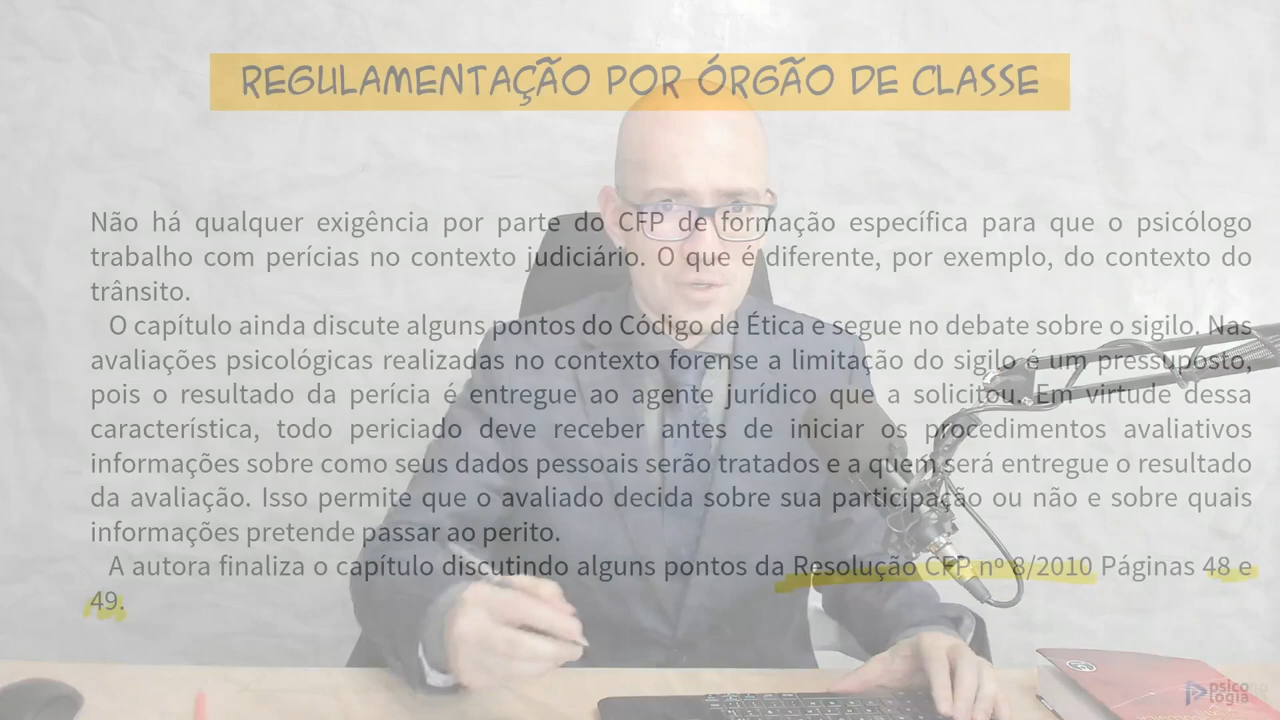 REGULAMENTAÇÃO POR ÓRGÃO DE CLASSE
Não há qualquer exigência por parte do CFP de formação específica para que o psicólogo
trabalho com perícias no contexto judiciário. O que é diferente, por exemplo, do contexto do
trânsito.
O capítulo ainda discute alguns pontos do Código de Ética e segue no debate sobre o sigilo. Nas
avaliações psicológicas realizadas no contexto forense a limitação do sigilo é um pressuposto,
pois o resultado da perícia é entregue ao agente jurídico que a solicitou. Em virtude dessa
característica, todo periciado deve receber antes de iniciar os procedimentos avaliativos
informações sobre como seus dados pessoais serão tratados e a quem será entregue o resultado
da avaliação. Isso permite que o avaliado decida sobre sua participação ou não e sobre quais
informações pretende passar ao perito.
A autora finaliza o capítulo discutindo alguns pontos da Resolução CFP nº 8/2010 Páginas 48 e
49.
psico
logia